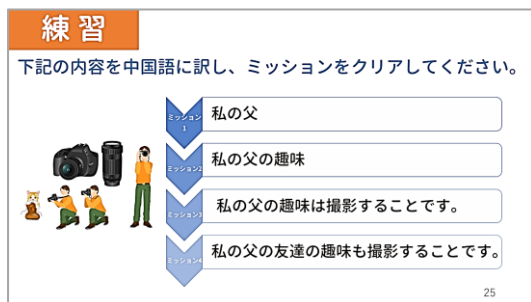 練習
下記の内容を中国語に訳し、ミッションをクリアしてください。
ミッション1
私の父
ミッション2
私の父の趣味
ミッション3
私の父の趣味は撮影することです。
ミッション4
私の父の友達の趣味も撮影することです。
25